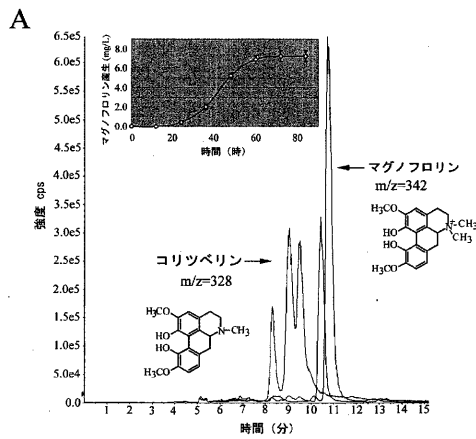 A
6.5e5
6.0e5
5.5e5
5.0e5
4.5e5
4.0e5
3.5e5
3.0e5
2.5e5
2.0e5
1.5e5
1.0e5
5.0e4
0.0
強度 cps
1 2 3 4 5 6 7 8 9 10 11 12 13 14 15
時間（分）
マグノフロリン産生 (mg/L)
8.0
6.0
4.0
2.0
0.0
0 20 40 60 80
時間（時）
マグノフロリン
m/z=342
H₃CO
HO
HO
H₃CO
N
+
CH₃
CH₃
コリツベリン
m/z=328
H₃CO
HO
HO
H₃CO
N
CH₃